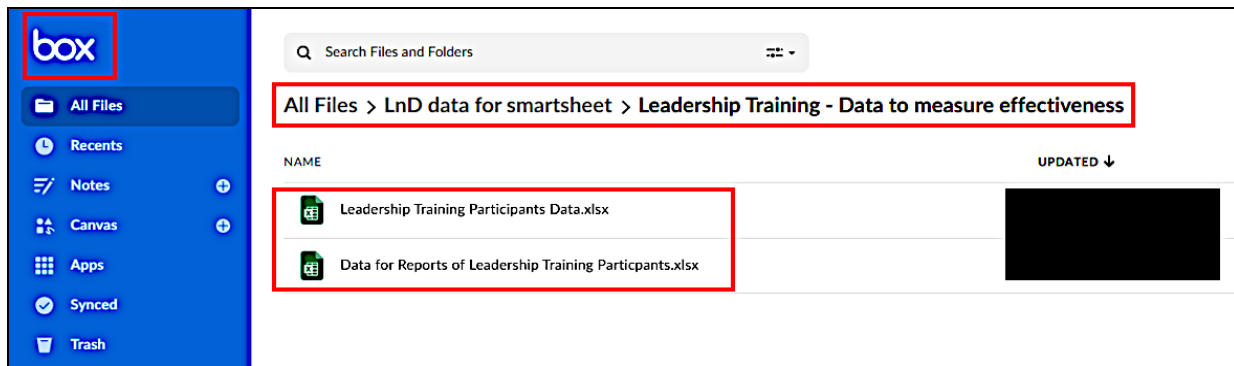 box
Search Files and Folders
All Files
All Files > LnD data for smartsheet > Leadership Training - Data to measure effectiveness
Recents
NAME
UPDATED ↓
Notes
Leadership Training Participants Data.xlsx
Canvas
Apps
Data for Reports of Leadership Training Particpants.xlsx
Synced
Trash